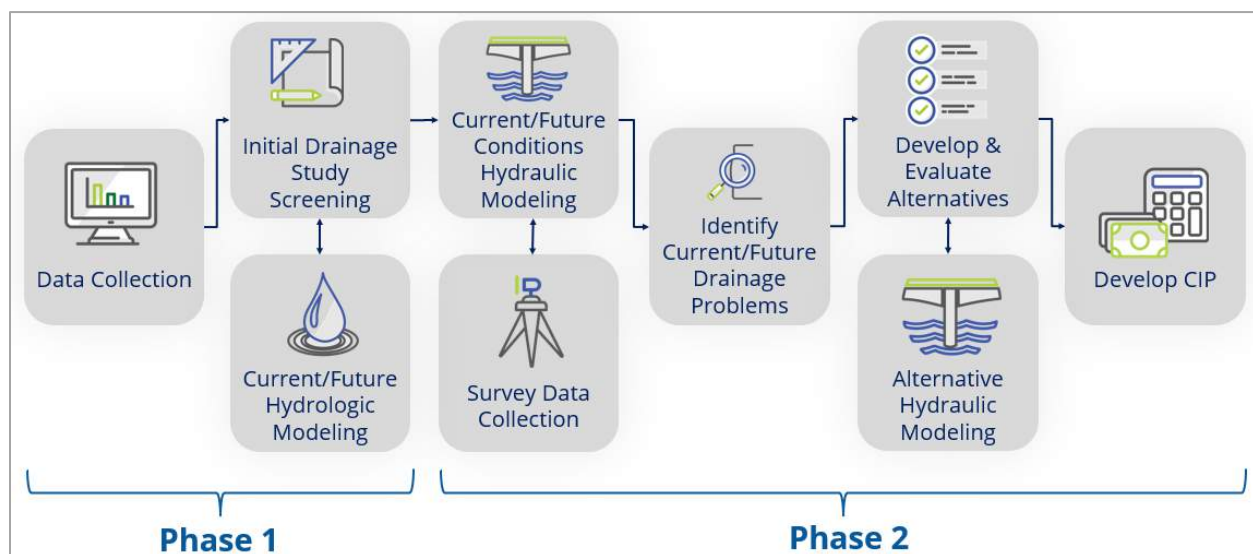 Data Collection
Initial Drainage
Study
Screening
Current/Future
Hydrologic
Modeling
Current/Future
Conditions
Hydraulic
Modeling
Survey Data
Collection
Identify
Current/Future
Drainage
Problems
Develop &
Evaluate
Alternatives
Alternative
Hydraulic
Modeling
Develop CIP
Phase 1
Phase 2